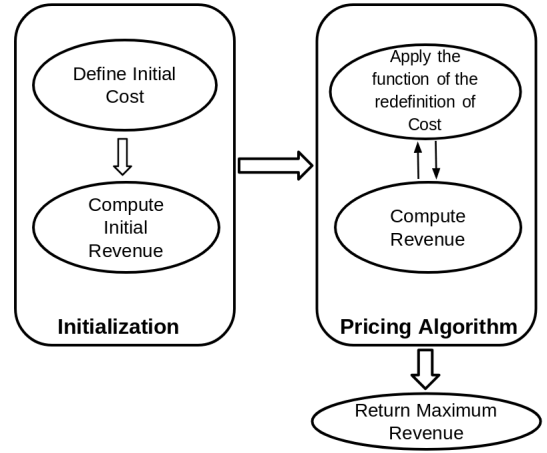 Define Initial
Cost
Compute
Initial
Revenue
Initialization
Apply the
function of the
redefinition of
Cost
Compute
Revenue
Pricing Algorithm
Return Maximum
Revenue